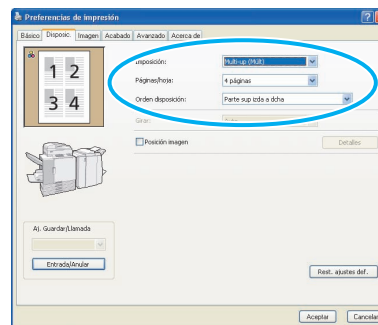 Preferencias de impresión
Básico Disposic. Imagen Acabado Avanzado Acerca de
1 2
3 4
Imposición: Multi-up (Múlt)
Páginas/hoja: 4 páginas
Orden disposición: Parte sup izda a dcha
Girar:
Posición imagen Detalles
Aj. Guardar/Llamada
Entrada/Anular
Rest. ajustes def.
Aceptar Cancelar